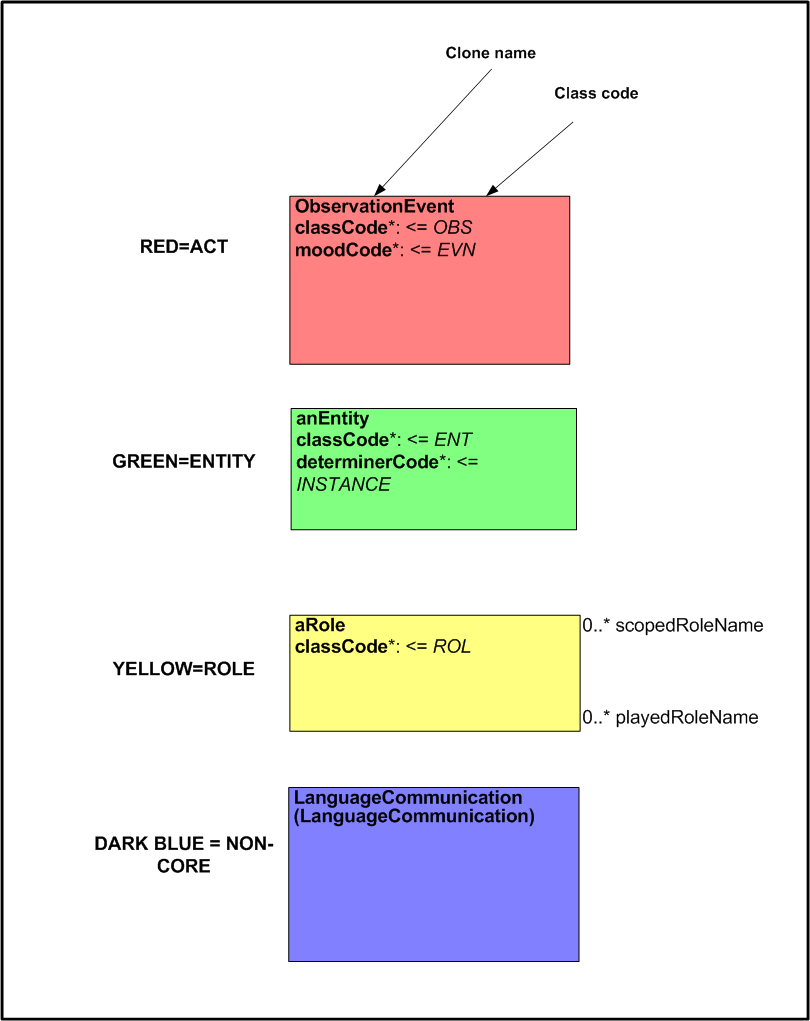 Clone name
Class code
RED=ACT
ObservationEvent
classCode*: <= OBS
moodCode*: <= EVN
GREEN=ENTITY
anEntity
classCode*: <= ENT
determinerCode*: <=
INSTANCE
YELLOW=ROLE
aRole
classCode*: <= ROL
0..* scopedRoleName
0..* playedRoleName
DARK BLUE = NON-
CORE
LanguageCommunication
(LanguageCommunication)